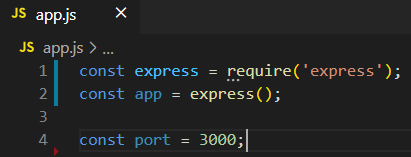 JS app.js ×
JS app.js > ...
1 const express = require('express');
2 const app = express();
3
4 const port = 3000;